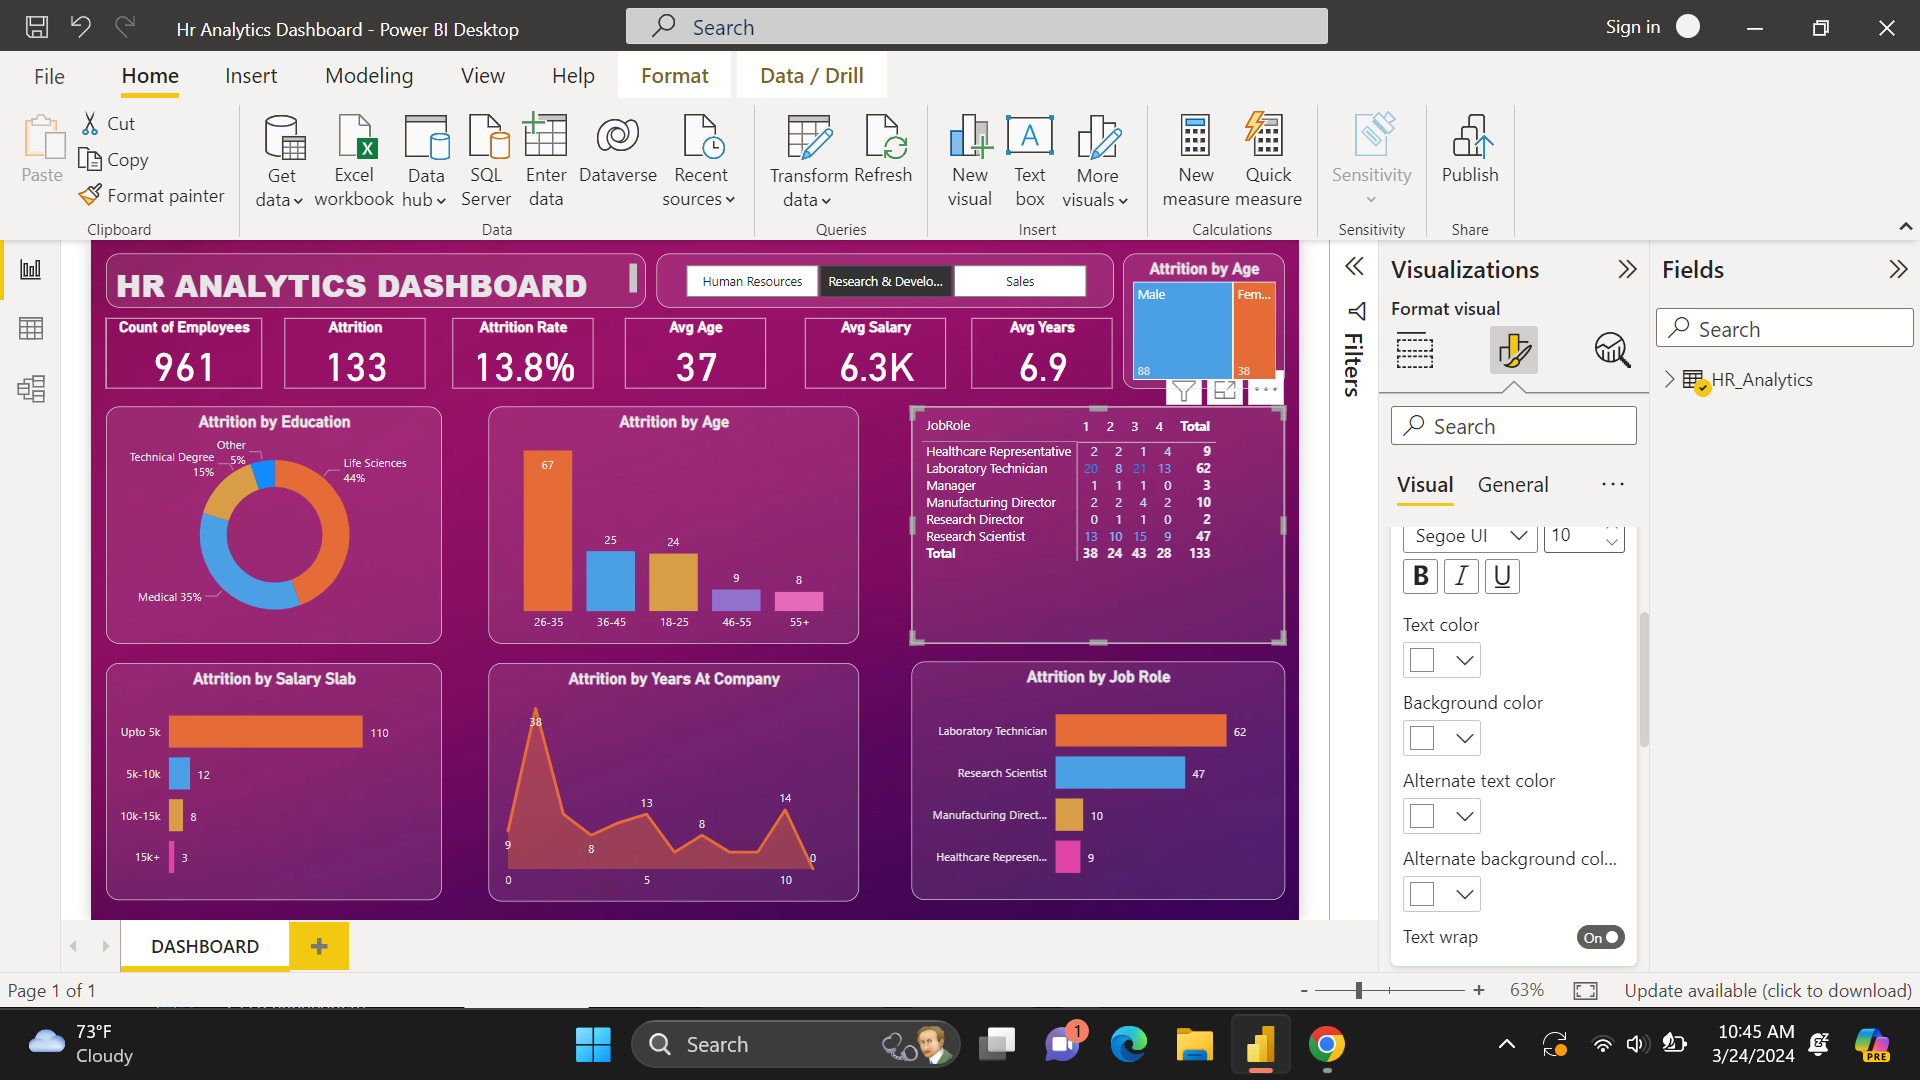 Hr Analytics Dashboard - Power BI Desktop
Search
Sign in
File
Home
Insert
Modeling
View
Help
Format
Data / Drill
Paste
Cut
Copy
Format painter
Clipboard
Get data
Excel workbook
Data hub
SQL Server
Enter data
Dataverse
Recent sources
Data
Transform data
Refresh
Queries
New visual
Text box
More visuals
Insert
New measure
Quick measure
Calculations
Sensitivity
Sensitivity
Publish
Share
HR ANALYTICS DASHBOARD
Human Resources
Research & Develo...
Sales
Count of Employees
961
Attrition
133
Attrition Rate
13.8%
Avg Age
37
Avg Salary
6.3K
Avg Years
6.9
Attrition by Age
Male
88
Fem...
38
Attrition by Education
Other
5%
Technical Degree
15%
Life Sciences
44%
Medical 35%
Attrition by Age
67
25
24
9
8
26-35
36-45
18-25
46-55
55+
JobRole 1 2 3 4 Total
Healthcare Representative 2 2 1 4 9
Laboratory Technician 20 8 21 13 62
Manager 1 1 1 0 3
Manufacturing Director 2 2 4 2 10
Research Director 0 1 1 0 2
Research Scientist 13 10 15 9 47
Total 38 24 43 28 133
Attrition by Salary Slab
Upto 5k 110
5k-10k 12
10k-15k 8
15k+ 3
Attrition by Years At Company
38
9
8
13
8
14
0
0 5 10
Attrition by Job Role
Laboratory Technician 62
Research Scientist 47
Manufacturing Direct... 10
Healthcare Represen... 9
Filters
Visualizations
Format visual
Search
Visual
General
Segoe UI
10
B
I
U
Text color
Background color
Alternate text color
Alternate background col...
Text wrap
On
Fields
Search
HR_Analytics
DASHBOARD
Page 1 of 1
63%
Update available (click to download)
73°F
Cloudy
Search
1
10:45 AM
3/24/2024
PRE